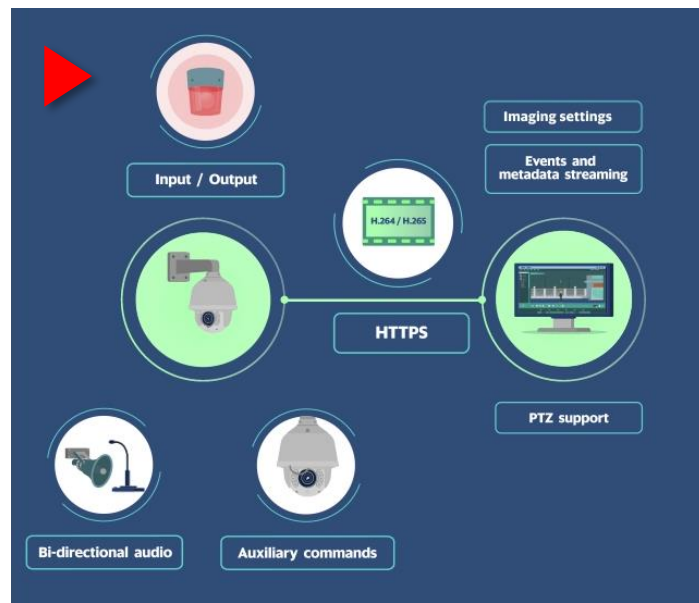 Imaging settings
Input / Output
Events and
metadata streaming
H.264 / H.265
HTTPS
PTZ support
Bi-directional audio
Auxiliary commands